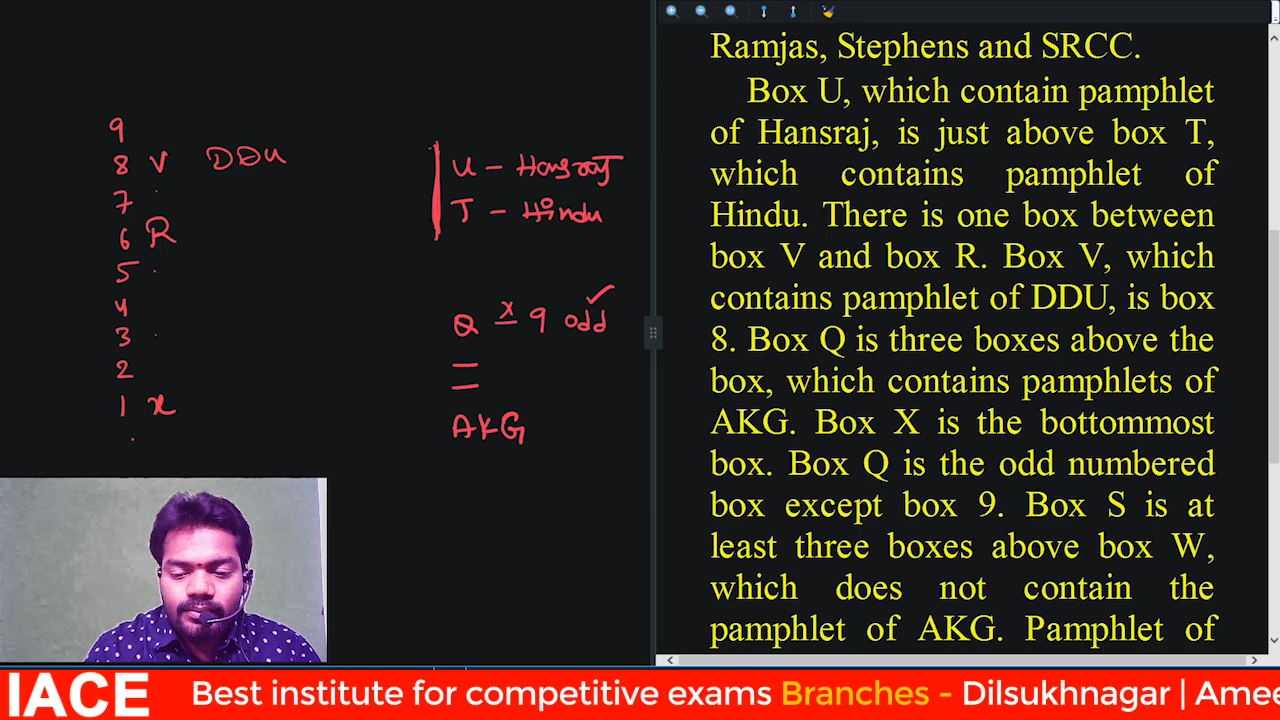 9
8 V DDU
7
6 R
5
4
3
2
1 x
U - Hansraj
T - Hindu
Q x 9 odd
AKG
Ramjas, Stephens and SRCC.
Box U, which contain pamphlet
of Hansraj, is just above box T,
which contains pamphlet of
Hindu. There is one box between
box V and box R. Box V, which
contains pamphlet of DDU, is box
8. Box Q is three boxes above the
box, which contains pamphlets of
AKG. Box X is the bottommost
box. Box Q is the odd numbered
box except box 9. Box S is at
least three boxes above box W,
which does not contain the
pamphlet of AKG. Pamphlet of
IACE Best institute for competitive exams Branches - Dilsukhnagar | Amee